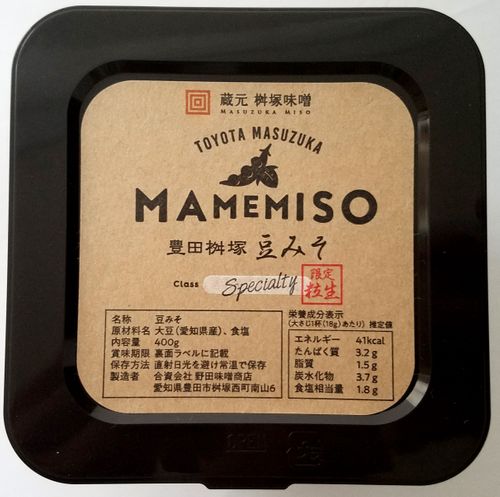 蔵元 桝塚味噌
MASUZUKA MISO
TOYOTA MASUZUKA
MAMEMISO
豊田桝塚 豆みそ
Class Specialty
限定
粒生
名称 豆みそ
原材料名 大豆(愛知県産)、食塩
内容量 400g
賞味期限 裏面ラベルに記載
保存方法 直射日光を避け常温で保存
製造者 合資会社 野田味噌商店
愛知県豊田市桝塚西町南山6
栄養成分表示
(大さじ1杯(18g)あたり) 推定値
エネルギー 41kcal
たんぱく質 3.2 g
脂質 1.5 g
炭水化物 3.7 g
食塩相当量 1.8 g
OPEN